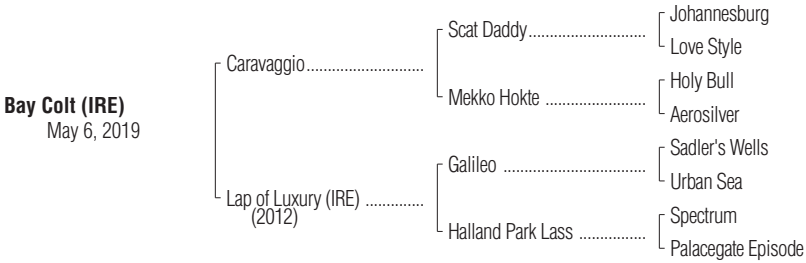 Bay Colt (IRE)
May 6, 2019
Caravaggio
Lap of Luxury (IRE)
(2012)
Scat Daddy
Mekko Hokte
Galileo
Halland Park Lass
Johannesburg
Love Style
Holy Bull
Aerosilver
Sadler's Wells
Urban Sea
Spectrum
Palacegate Episode